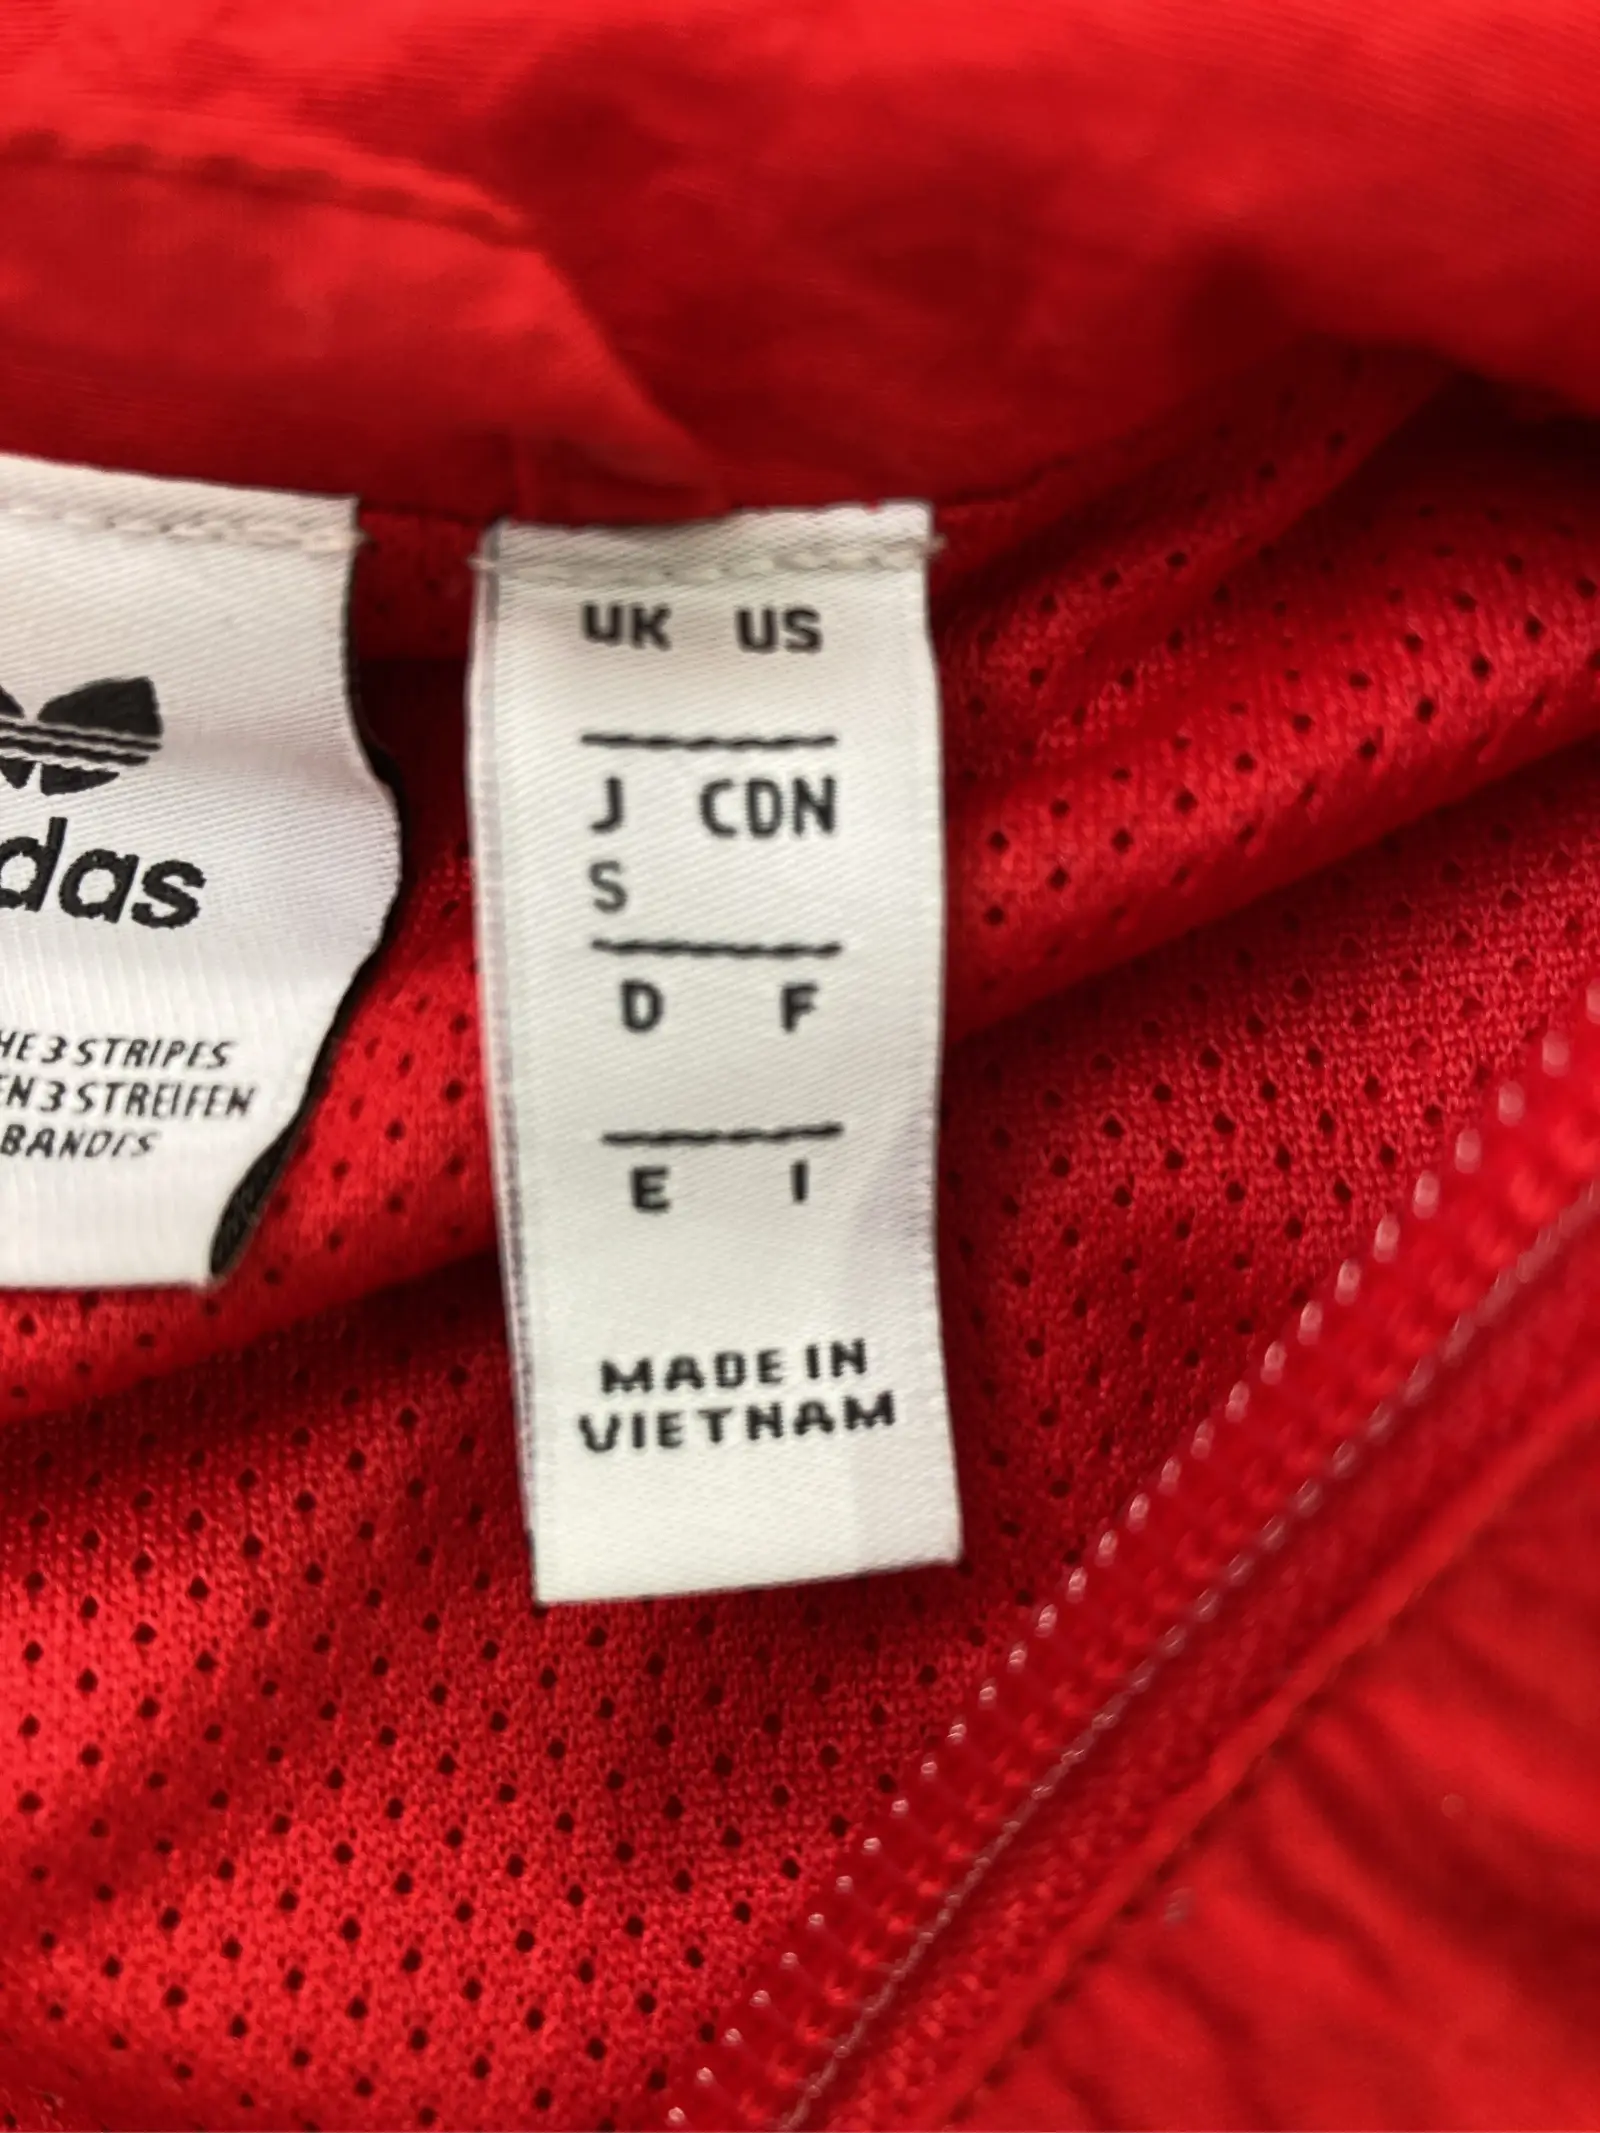 das
HE 3 STRIPES
EN 3 STREIFEN
BANDES
UK US
J CDN
S
D F
E I
MADE IN
VIETNAM